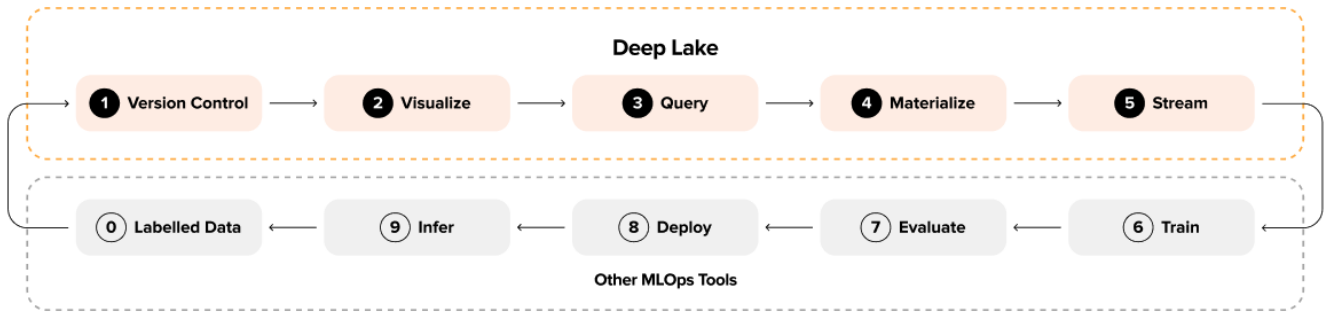 Deep Lake
1 Version Control
2 Visualize
3 Query
4 Materialize
5 Stream
0 Labelled Data
9 Infer
8 Deploy
7 Evaluate
6 Train
Other MLOps Tools